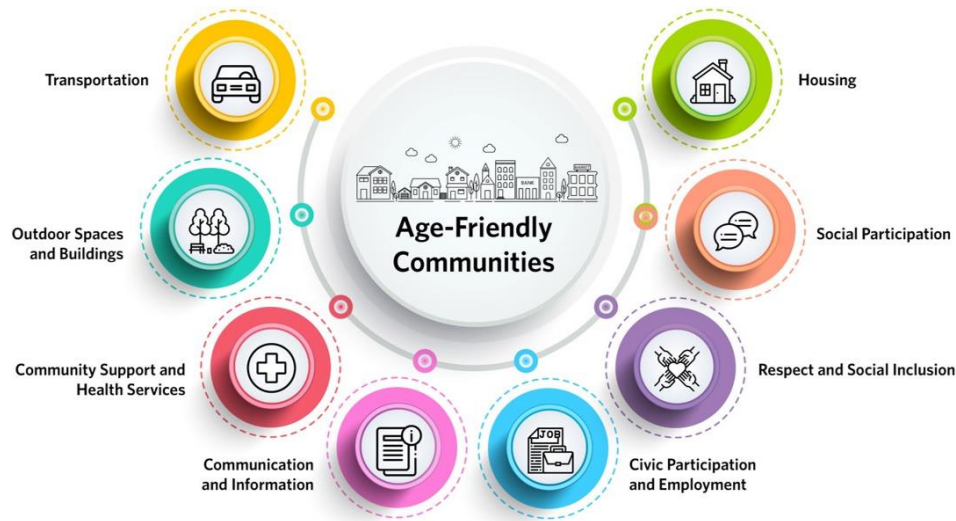 Age-Friendly
Communities
BANK
Transportation
Outdoor Spaces
and Buildings
Community Support and
Health Services
Communication
and Information
JOB
Civic Participation
and Employment
Respect and Social Inclusion
Social Participation
Housing